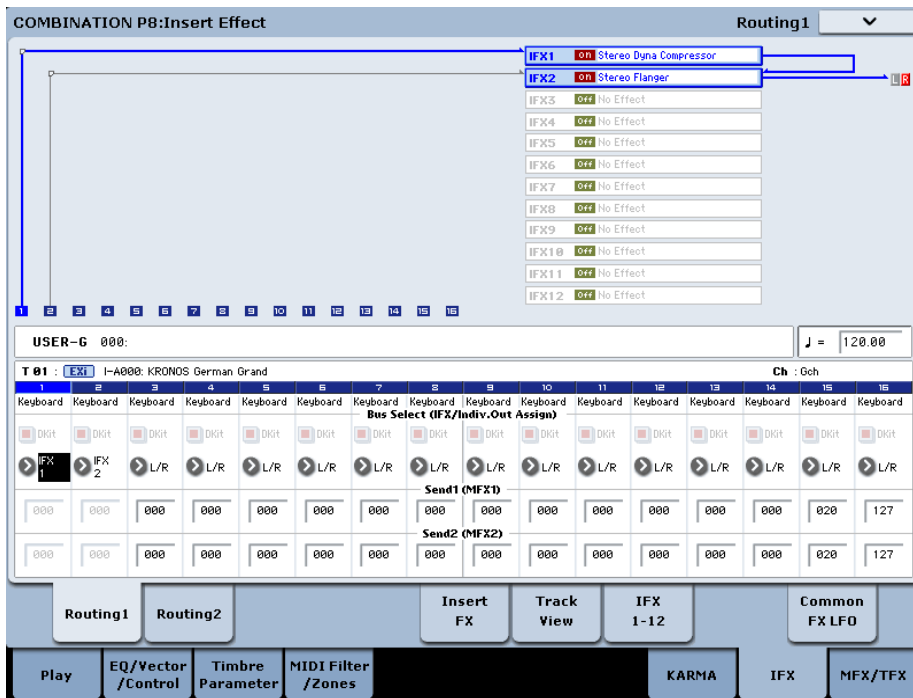 COMBINATION P8:Insert Effect Routing1
IFX1 On Stereo Dyna Compressor
IFX2 On Stereo Flanger L R
IFX3 Off No Effect
IFX4 Off No Effect
IFX5 Off No Effect
IFX6 Off No Effect
IFX7 Off No Effect
IFX8 Off No Effect
IFX9 Off No Effect
IFX10 Off No Effect
IFX11 Off No Effect
IFX12 Off No Effect
1 2 3 4 5 6 7 8 9 10 11 12 13 14 15 16
USER-G 000: ♩ = 120.00
T 01 : EXi I-A000: KRONOS German Grand Ch : Gch
1 2 3 4 5 6 7 8 9 10 11 12 13 14 15 16
Keyboard Keyboard Keyboard Keyboard Keyboard Keyboard Keyboard Keyboard Keyboard Keyboard Keyboard Keyboard Keyboard Keyboard Keyboard Keyboard
Bus Select (IFX/Indiv.Out Assign)
DKit DKit DKit DKit DKit DKit DKit DKit DKit DKit DKit DKit DKit DKit DKit DKit
IFX 1 IFX 2 L/R L/R L/R L/R L/R L/R L/R L/R L/R L/R L/R L/R L/R L/R
Send1 (MFX1)
000 000 000 000 000 000 000 000 000 000 000 000 000 000 020 127
Send2 (MFX2)
000 000 000 000 000 000 000 000 000 000 000 000 000 000 020 127
Routing1 Routing2 Insert FX Track View IFX 1-12 Common FX LFO
Play EQ/Vector /Control Timbre Parameter MIDI Filter /Zones KARMA IFX MFX/TFX